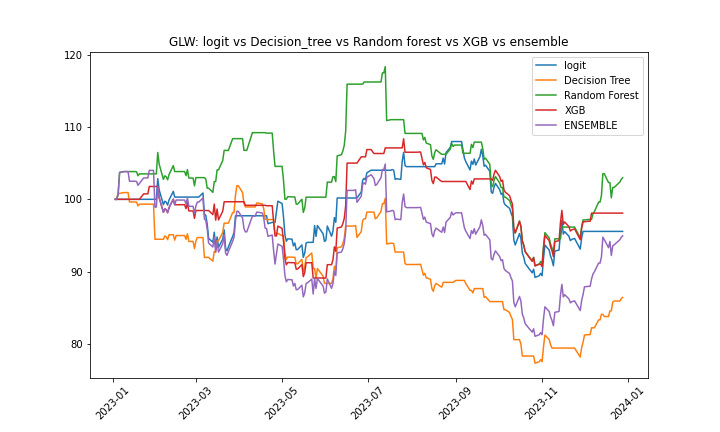 GLW: logit vs Decision_tree vs Random forest vs XGB vs ensemble
120
110
100
90
80
logit
Decision Tree
Random Forest
XGB
ENSEMBLE
2023-01
2023-03
2023-05
2023-07
2023-09
2023-11
2024-01